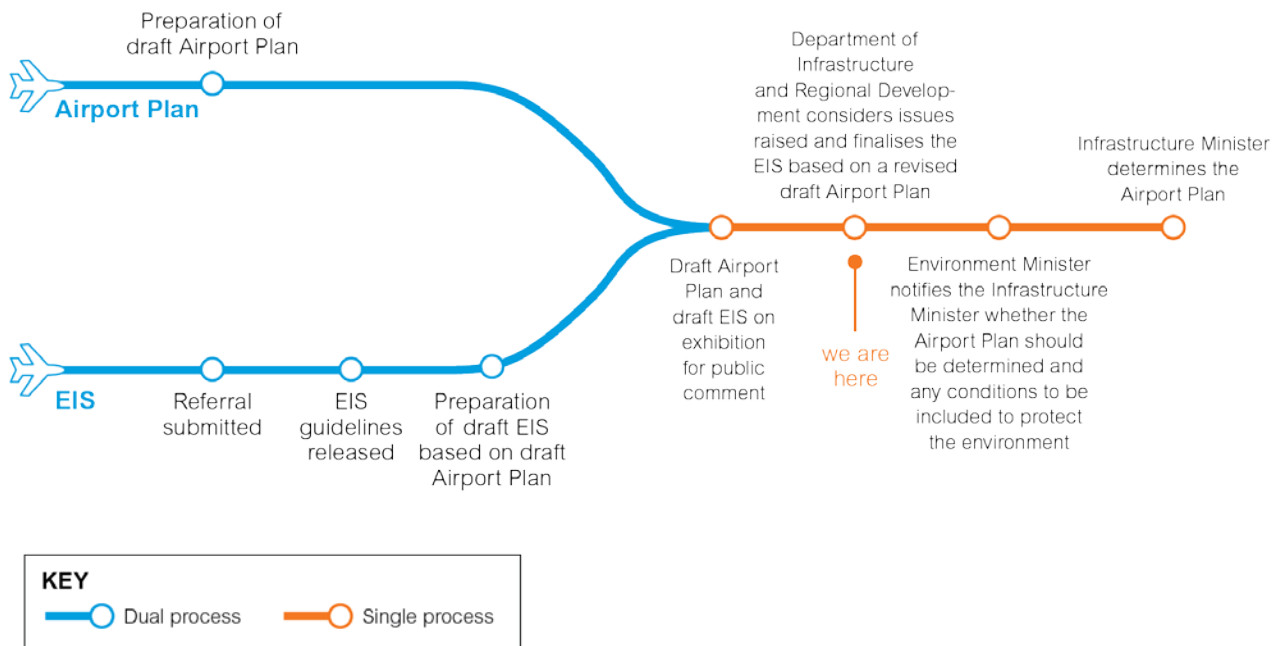 Preparation of
draft Airport Plan
Airport Plan
Department of
Infrastructure
and Regional Develop-
ment considers issues
raised and finalises the
EIS based on a revised
draft Airport Plan
Infrastructure Minister
determines the
Airport Plan
Draft Airport
Plan and
draft EIS on
exhibition
for public
comment
we are
here
Environment Minister
notifies the Infrastructure
Minister whether the
Airport Plan should
be determined and
any conditions to be
included to protect
the environment
EIS
Referral
submitted
EIS
guidelines
released
Preparation
of draft EIS
based on draft
Airport Plan
KEY
Dual process
Single process